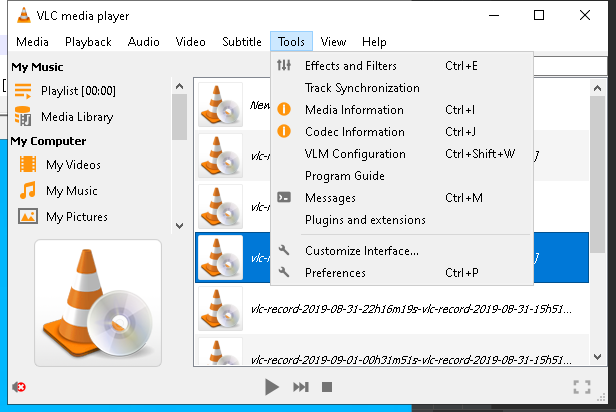 VLC media player
Media Playback Audio Video Subtitle Tools View Help
My Music
Playlist [00:00]
Media Library
My Computer
My Videos
My Music
My Pictures
Effects and Filters Ctrl+E
Track Synchronization
Media Information Ctrl+I
Codec Information Ctrl+J
VLM Configuration Ctrl+Shift+W
Program Guide
Messages Ctrl+M
Plugins and extensions
Customize Interface...
Preferences Ctrl+P
New
vlc-record-2019-08-31-22h16m19s-vlc-record-2019-08-31-15h51...
vlc-record-2019-09-01-00h31m51s-vlc-record-2019-08-31-15h51...